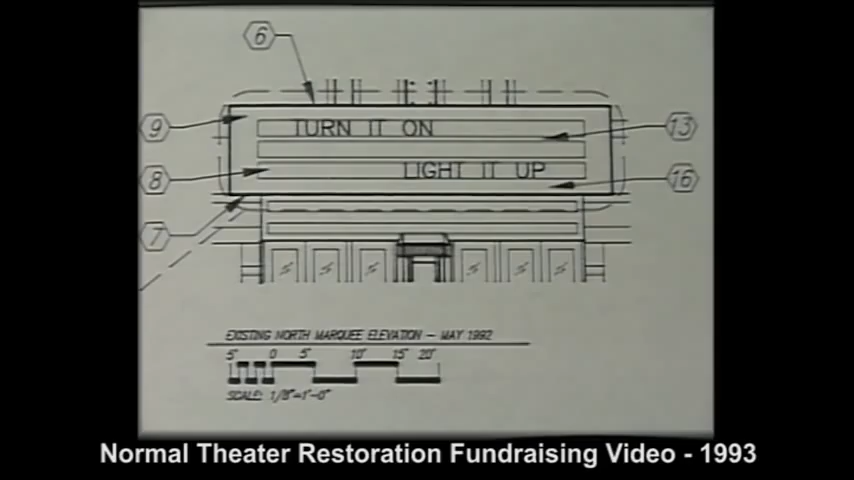 6
9
TURN IT ON
13
8
LIGHT IT UP
16
7
EXISTING NORTH MARQUEE ELEVATION — MAY 1992
5' 0 5' 10' 15' 20'
SCALE: 1/8"=1'-0"
Normal Theater Restoration Fundraising Video - 1993